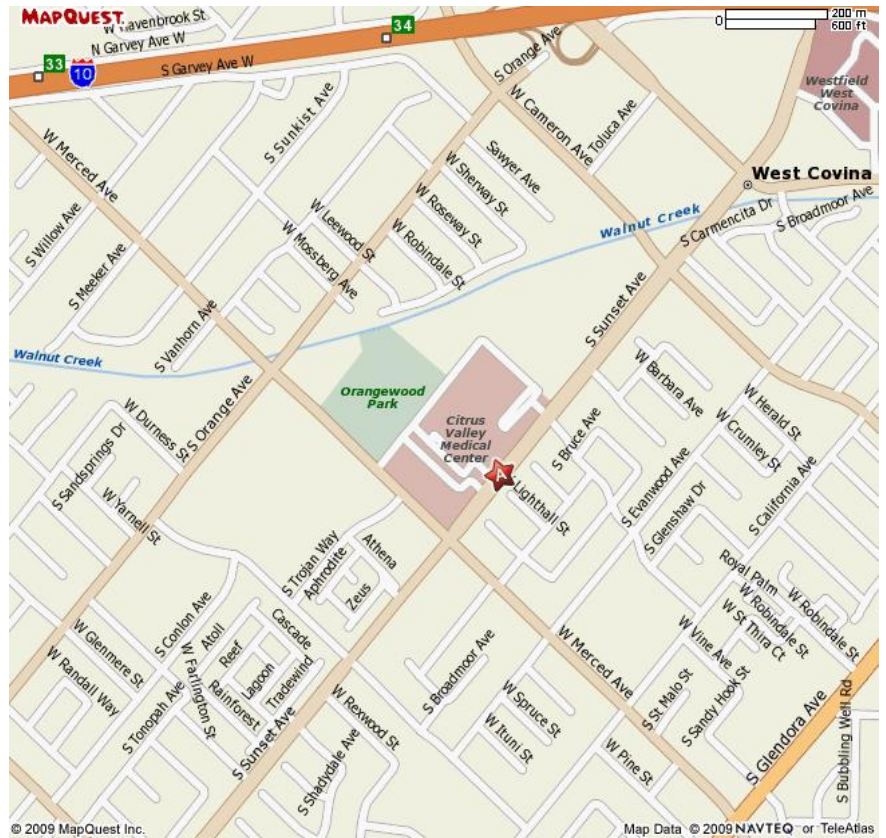 MAPQUEST.
W Havenbrook St
34
0
200 m
600 ft
N Garvey Ave W
33
10
S Garvey Ave W
S Orange Ave
Westfield
West
Covina
W Cameron Ave
Toluca Ave
S Sunkist Ave
W Merced Ave
Sawyer Ave
W Sherway St
West Covina
W Roseway St
S Willow Ave
W Leewood St
W Robindale St
Walnut Creek
S Carmencita Dr
S Broadmoor Ave
W Mossberg Ave
S Meeker Ave
S Vanhorn Ave
S Sunset Ave
Walnut Creek
Orangewood
Park
W Barbara Ave
S Orange Ave
W Durness St
Citrus
Valley
Medical
Center
S Bruce Ave
W Herald St
W Crumley St
S Sandsprings Dr
A
Lighthall St
S Evanwood Ave
S Glenshaw Dr
S California Ave
W Yarnell St
S Trojan Way
Aphrodite
Athena
Zeus
Royal Palm
W Robindale St
W Robindale St
W St Thira Ct
S Conlon Ave
Atoll
Reef
Cascade
Lagoon
Tradewind
Rainforest
W Farlington St
W Glenmere St
W Randall Way
S Tonopah Ave
S Sunset Ave
S Broadmoor Ave
W Merced Ave
W Vine Ave
S St Malo St
S Sandy Hook St
W Rexwood St
W Spruce St
W Ituni St
S Shadydale Ave
W Pine St
S Glendora Ave
S Bubbling Well Rd
© 2009 MapQuest Inc.
Map Data © 2009 NAVTEQ or TeleAtlas